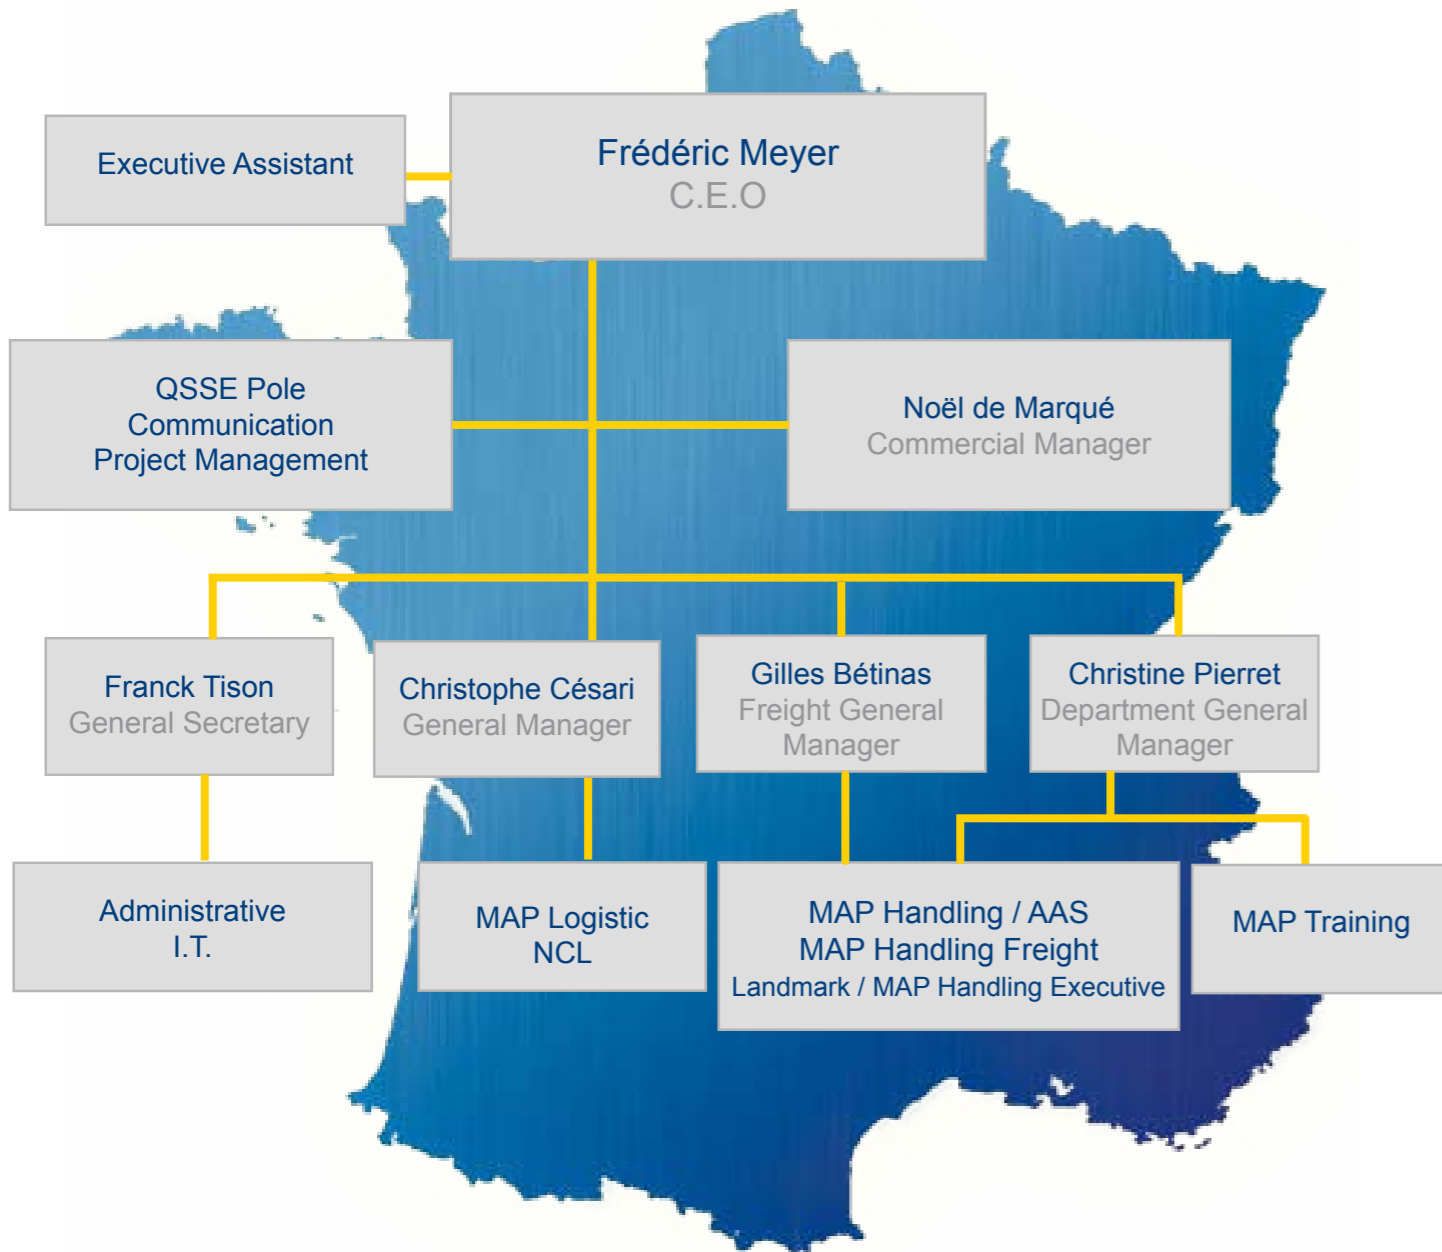 Executive Assistant
Frédéric Meyer
C.E.O
QSSE Pole
Communication
Project Management
Noël de Marqué
Commercial Manager
Franck Tison
General Secretary
Christophe Césari
General Manager
Gilles Bétinas
Freight General
Manager
Christine Pierret
Department General
Manager
Administrative
I.T.
MAP Logistic
NCL
MAP Handling / AAS
MAP Handling Freight
Landmark / MAP Handling Executive
MAP Training